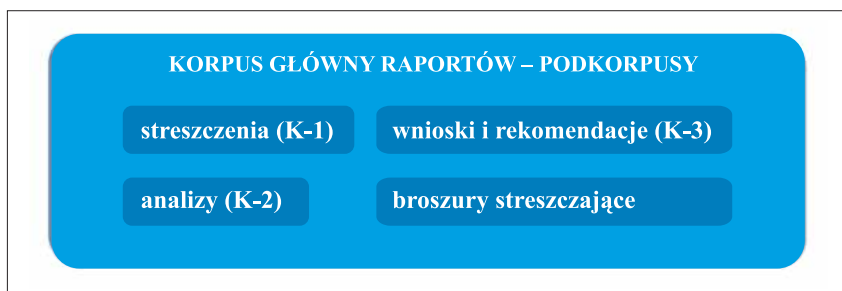 KORPUS GŁÓWNY RAPORTÓW – PODKORPUSY
streszczenia (K-1)
wnioski i rekomendacje (K-3)
analizy (K-2)
broszury streszczające